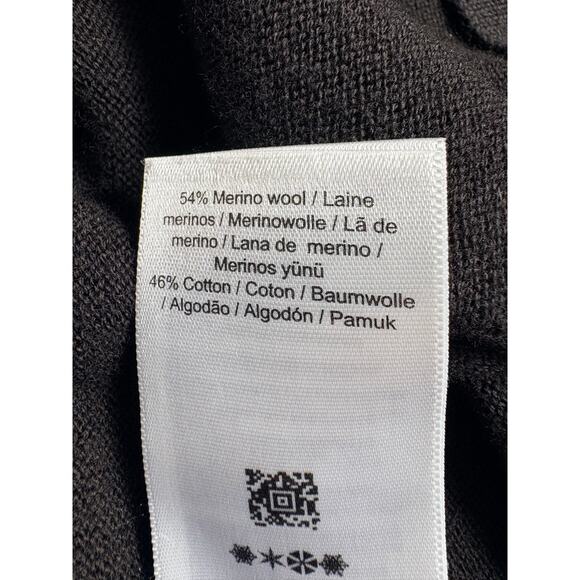 54% Merino wool / Laine
merinos / Merinowolle / Lã de
merino / Lana de merino /
Merinos yünü
46% Cotton / Coton / Baumwolle
/ Algodão / Algodón / Pamuk